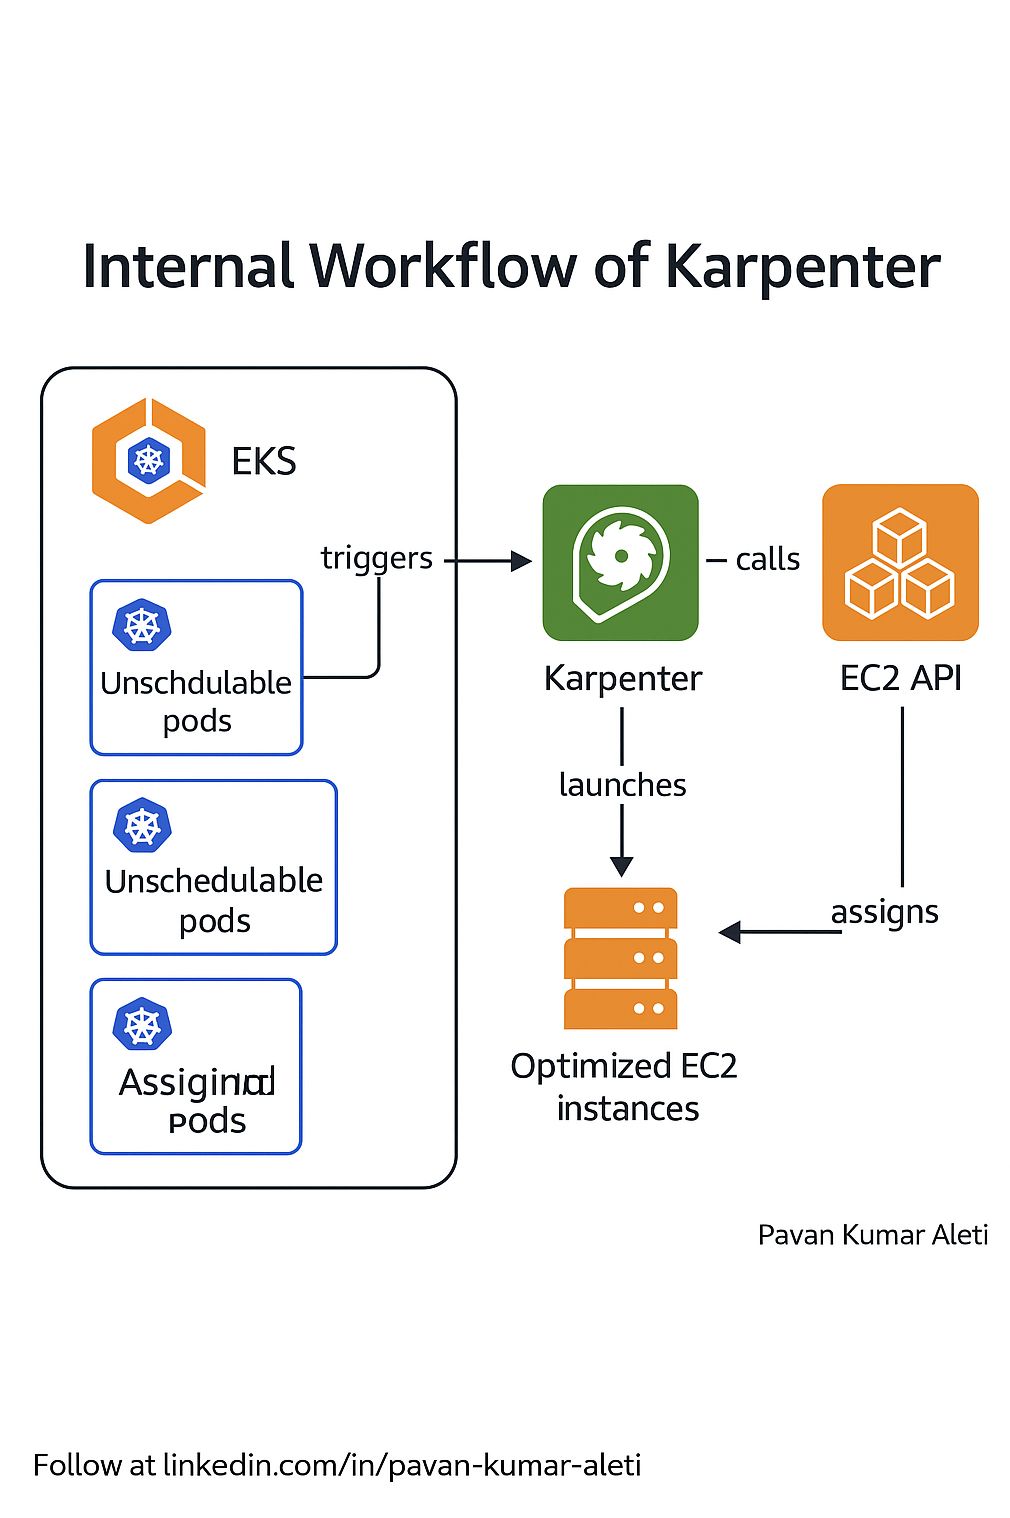 Internal Workflow of Karpenter
EKS
triggers
calls
Unschdulable
pods
Karpenter
EC2 API
launches
Unschedulable
pods
assigns
pods
Optimized EC2
instances
Pavan Kumar Aleti
Follow at linkedin.com/in/pavan-kumar-aleti